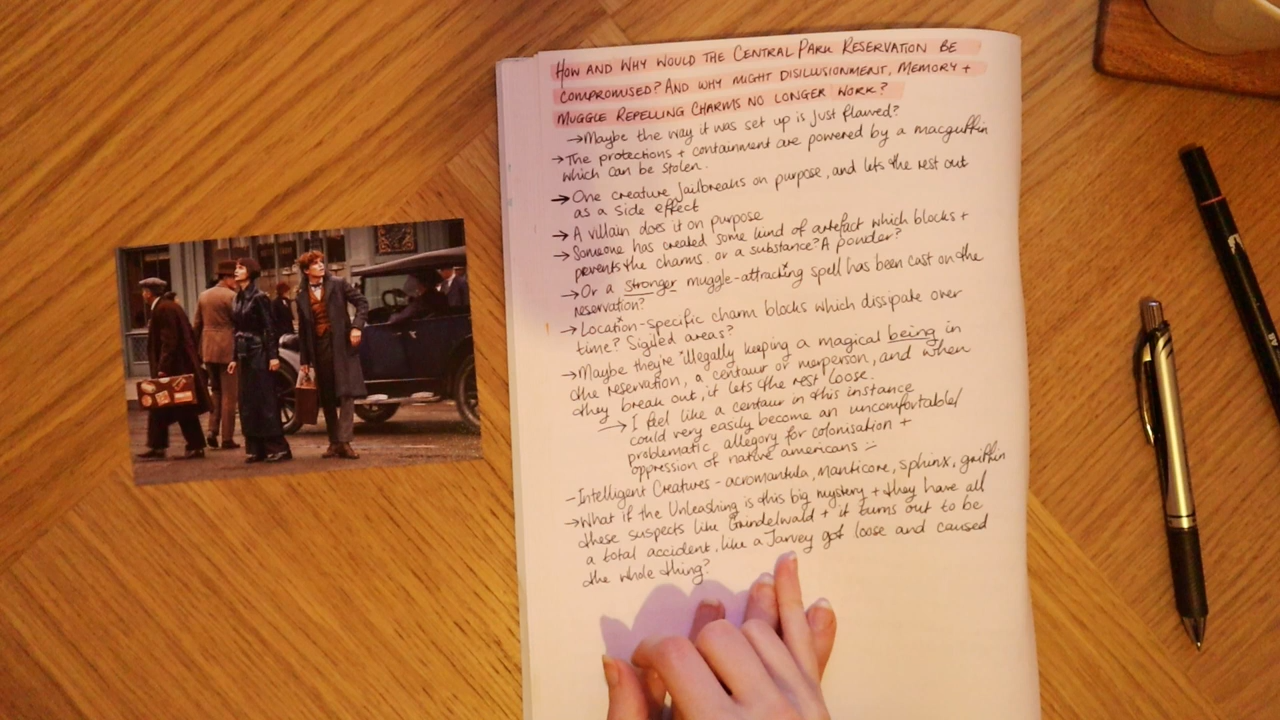 HOW AND WHY WOULD THE CENTRAL PARK RESERVATION BE
COMPROMISED? AND WHY MIGHT DISILLUSIONMENT, MEMORY +
MUGGLE REPELLING CHARMS NO LONGER WORK?
→ Maybe the way it was set up is just flawed?
→ The protections + containment are powered by a macguffin
which can be stolen.
→ One creature jailbreaks on purpose, and lets the rest out
as a side effect
→ A villain does it on purpose
→ Someone has created some kind of artefact which blocks +
prevents the charms. or a substance? A powder?
→ Or a stronger muggle-attracting spell has been cast on the
reservation?
→ Location-specific charm blocks which dissipate over
time? Sigiled areas?
→ Maybe they're illegally keeping a magical being in
the reservation, a centaur or merperson, and when
they break out, it lets the rest loose.
→ I feel like a centaur in this instance
could very easily become an uncomfortable/
problematic allegory for colonisation +
oppression of native americans
- Intelligent Creatures - acromantula, Manticore, sphinx, griffin
→ What if the Unleashing is this big mystery + they have all
these suspects like Grindelwald + it turns out to be
a total accident, like a Jarvey got loose and caused
the whole thing?